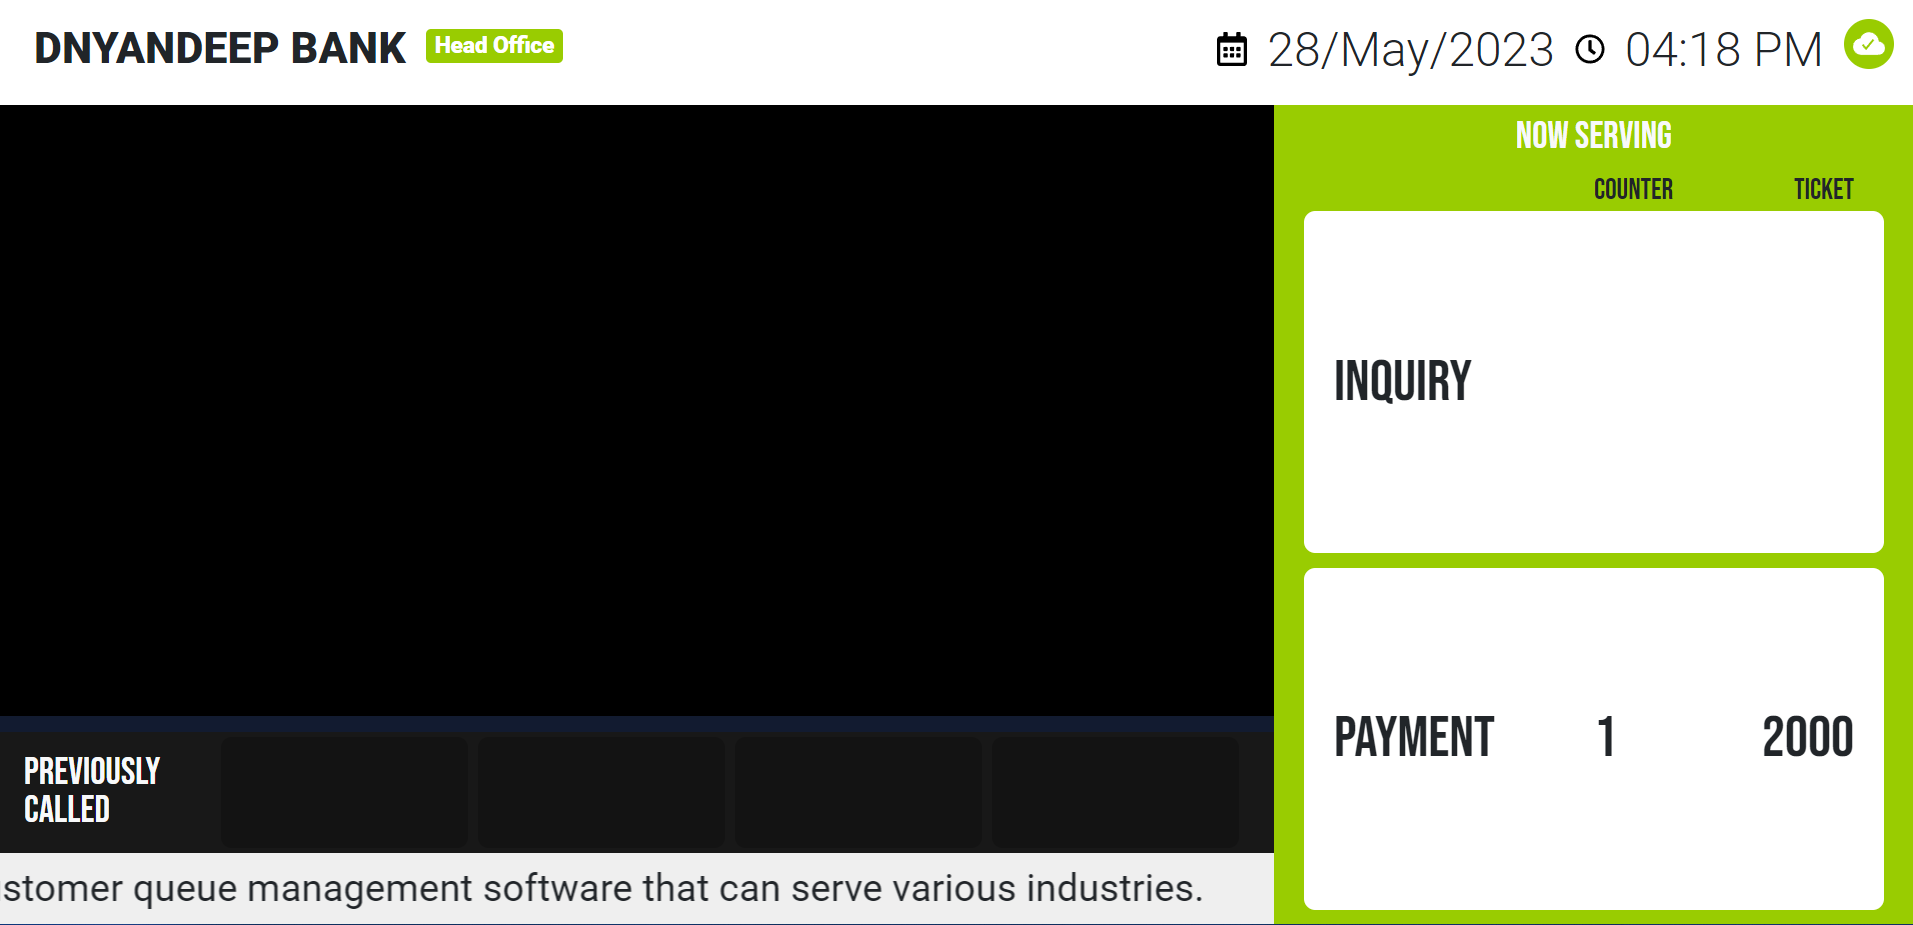 DNYANDEEP BANK Head Office
28/May/2023 04:18 PM
NOW SERVING
COUNTER TICKET
INQUIRY
PAYMENT 1 2000
PREVIOUSLY
CALLED
queue management software that can serve various industries.